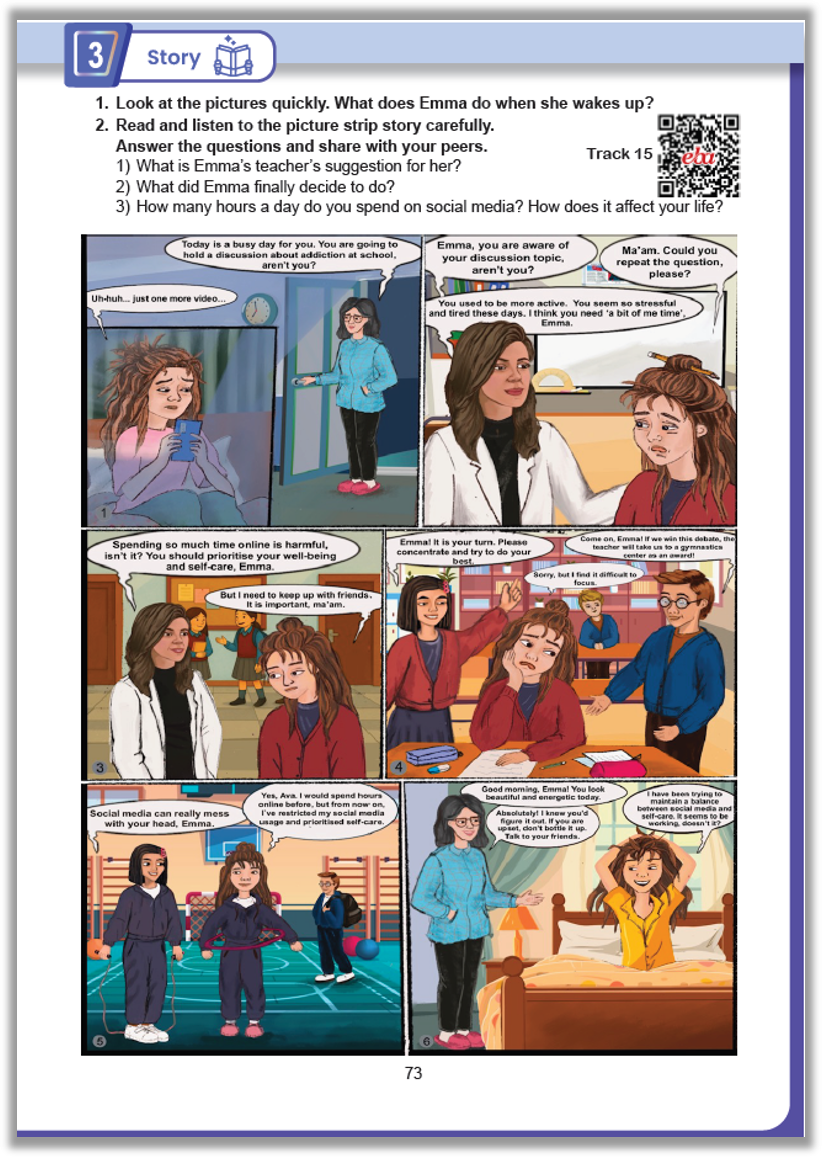 3
Story
1. Look at the pictures quickly. What does Emma do when she wakes up?
2. Read and listen to the picture strip story carefully.
Answer the questions and share with your peers.
1) What is Emma's teacher's suggestion for her?
2) What did Emma finally decide to do?
3) How many hours a day do you spend on social media? How does it affect your life?
Track 15
eba
Today is a busy day for you. You are going to
hold a discussion about addiction at school,
aren't you?
Uh-huh... just one more video...
1
Emma, you are aware of
your discussion topic,
aren't you?
Ma'am. Could you
repeat the question,
please?
You used to be more active. You seem so stressful
and tired these days. I think you need 'a bit of me time',
Emma.
Spending so much time online is harmful,
isn't it? You should prioritise your well-being
and self-care, Emma.
But I need to keep up with friends.
It is important, ma'am.
3
Emma! It is your turn. Please
concentrate and try to do your
best.
Come on, Emma! If we win this debate, the
teacher will take us to a gymnastics
center as an award!
Sorry, but I find it difficult to
focus.
4
Social media can really mess
with your head, Emma.
Yes, Ava. I would spend hours
online before, but from now on,
I've restricted my social media
usage and prioritised self-care.
5
Good morning, Emma! You look
beautiful and energetic today.
I have been trying to
maintain a balance
between social media and
self-care. It seems to be
working, doesn't it?
Absolutely! I knew you'd
figure it out. If you are
upset, don't bottle it up.
Talk to your friends.
6
73